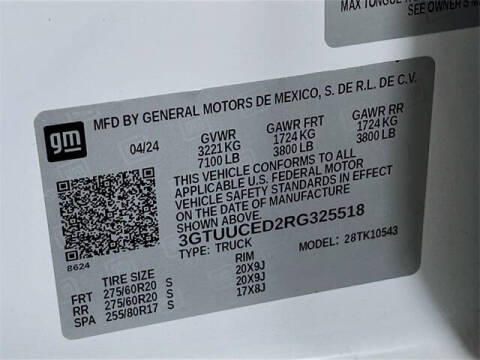 MAX TONGUE
SEE OWNER'S M
gm
MFD BY GENERAL MOTORS DE MEXICO, S. DE R.L. DE C.V.
04/24 GVWR GAWR FRT GAWR RR
3221 KG 1724 KG 1724 KG
7100 LB 3800 LB 3800 LB
THIS VEHICLE CONFORMS TO ALL
APPLICABLE U.S. FEDERAL MOTOR
VEHICLE SAFETY STANDARDS IN EFFECT
ON THE DATE OF MANUFACTURE
SHOWN ABOVE.
3GTUUCED2RG325518
TYPE: TRUCK MODEL: 28TK10543
8624
TIRE SIZE RIM
FRT 275/60R20 S 20X9J
RR 275/60R20 S 20X9J
SPA 255/80R17 S 17X8J